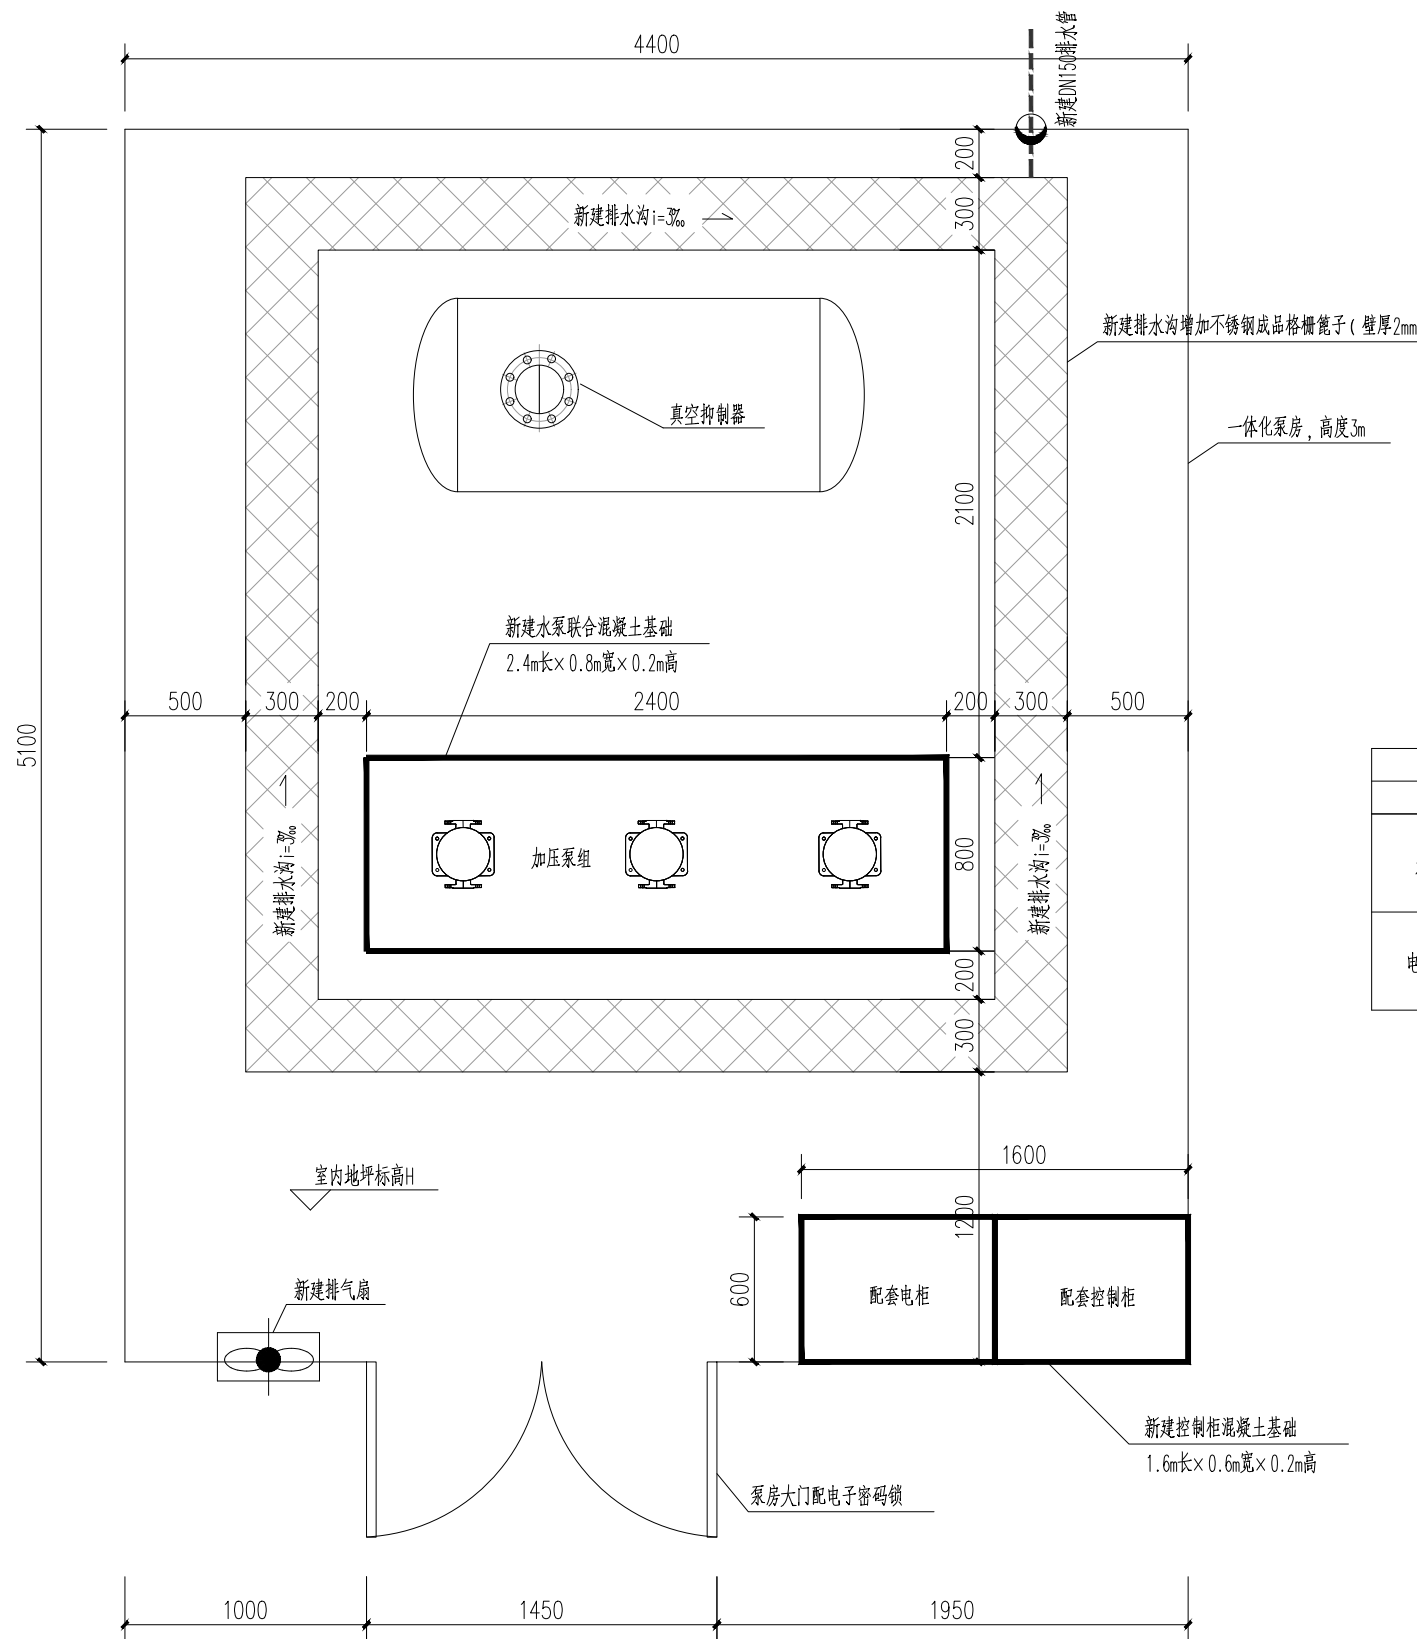 4400
新建DN150排水管
200
300
新建排水沟i=3‰
新建排水沟增加不锈钢成品格栅篦子(壁厚2mm
真空抑制器
一体化泵房,高度3m
2100
新建水泵联合混凝土基础
2.4m长×0.8m宽×0.2m高
500
300
200
2400
200
300
500
5100
新建排水沟i=3‰
加压泵组
800
新建排水沟i=3‰
200
300
室内地坪标高H
1600
1200
600
新建排气扇
配套电柜
配套控制柜
新建控制柜混凝土基础
1.6m长×0.6m宽×0.2m高
泵房大门配电子密码锁
1000
1450
1950